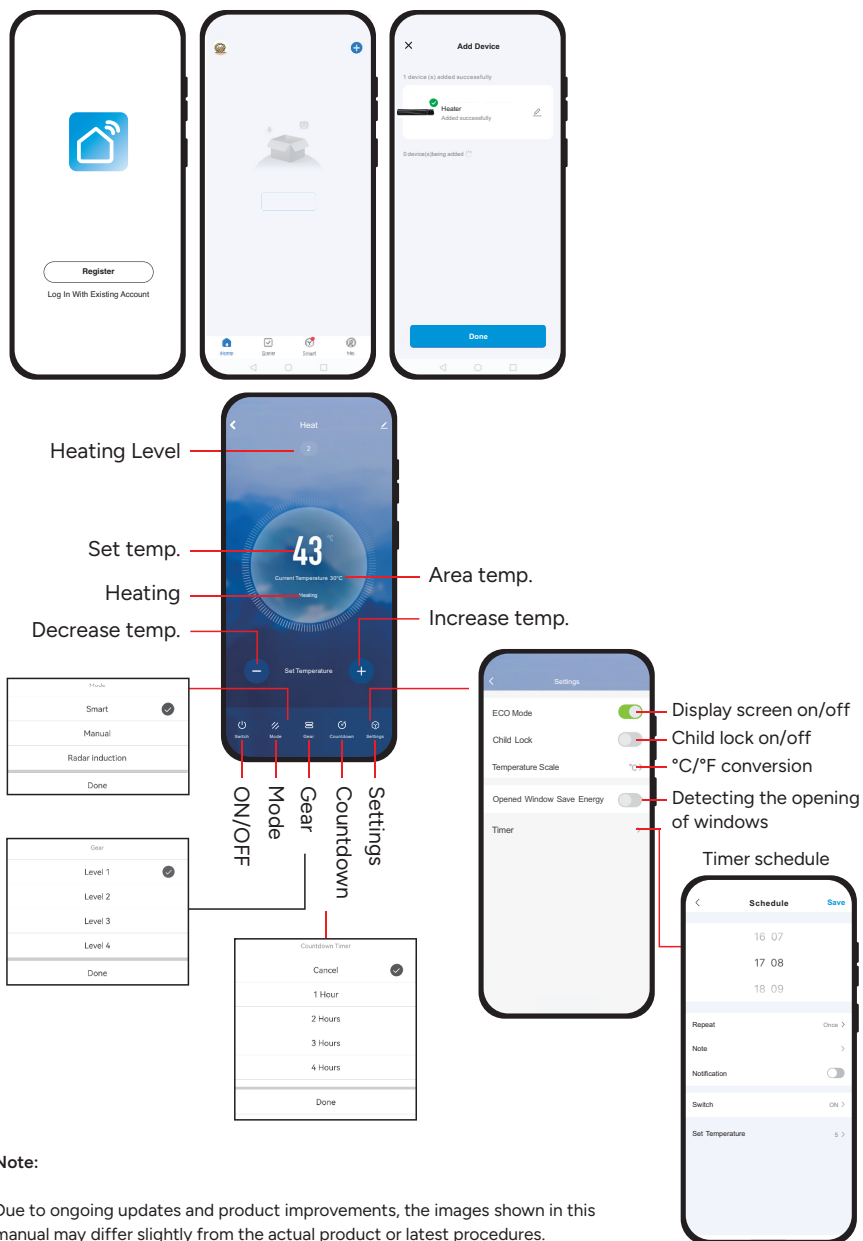 Register
Log In With Existing Account
Home
Scene
Smart
Me
Add Device
1 device (s) added successfully
Heater
Added successfully
0 device(s)being added
Done
Heating Level
Set temp.
Heating
Decrease temp.
Heat
2
43 °C
Current Temperature 30°C
Heating
Set Temperature
Switch
Mode
Gear
Countdown
Settings
Area temp.
Increase temp.
ON/OFF
Mode
Gear
Countdown
Settings
Mode
Smart
Manual
Radar induction
Done
Gear
Level 1
Level 2
Level 3
Level 4
Done
Countdown Timer
Cancel
1 Hour
2 Hours
3 Hours
4 Hours
Done
Settings
ECO Mode
Child Lock
Temperature Scale °C
Opened Window Save Energy
Timer
Display screen on/off
Child lock on/off
°C/°F conversion
Detecting the opening
of windows
Timer schedule
Schedule
Save
16 07
17 08
18 09
Repeat Once
Note
Notification
Switch ON
Set Temperature 5
Note:
Due to ongoing updates and product improvements, the images shown in this
manual may differ slightly from the actual product or latest procedures.